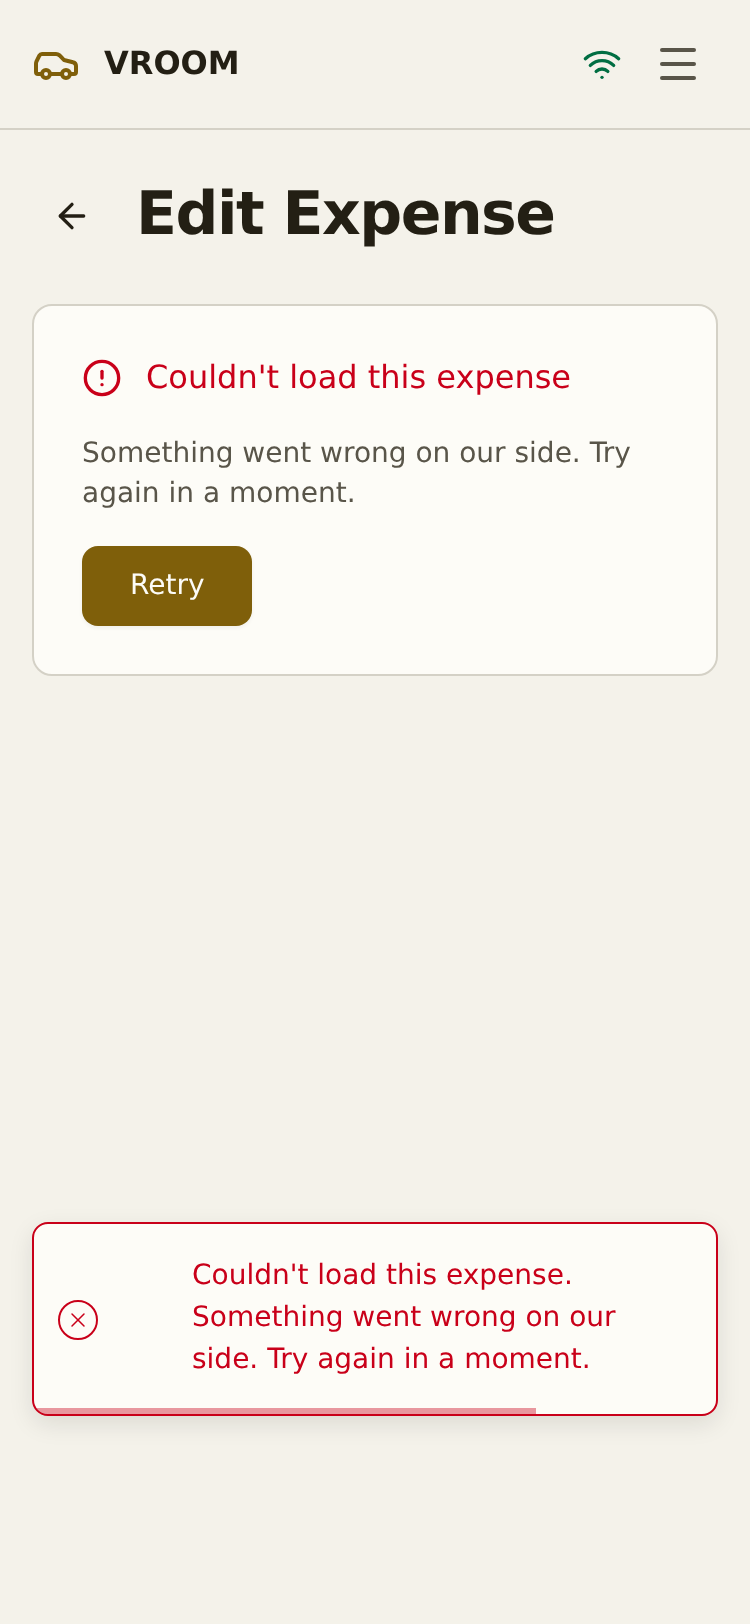 VROOM
Edit Expense
Couldn't load this expense
Something went wrong on our side. Try
again in a moment.
Retry
Couldn't load this expense.
Something went wrong on our
side. Try again in a moment.